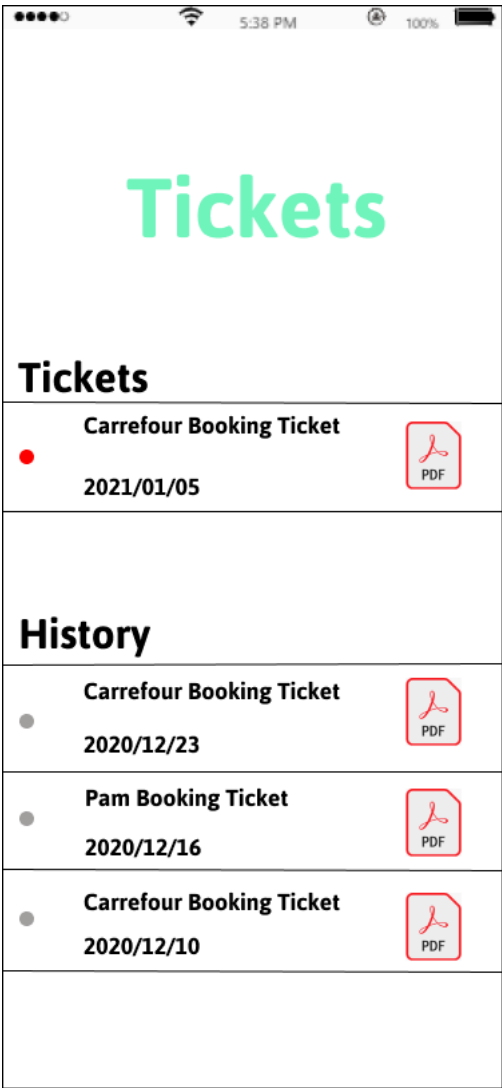 5:38 PM 100%
Tickets
Tickets
Carrefour Booking Ticket
2021/01/05
PDF
History
Carrefour Booking Ticket
2020/12/23
PDF
Pam Booking Ticket
2020/12/16
PDF
Carrefour Booking Ticket
2020/12/10
PDF